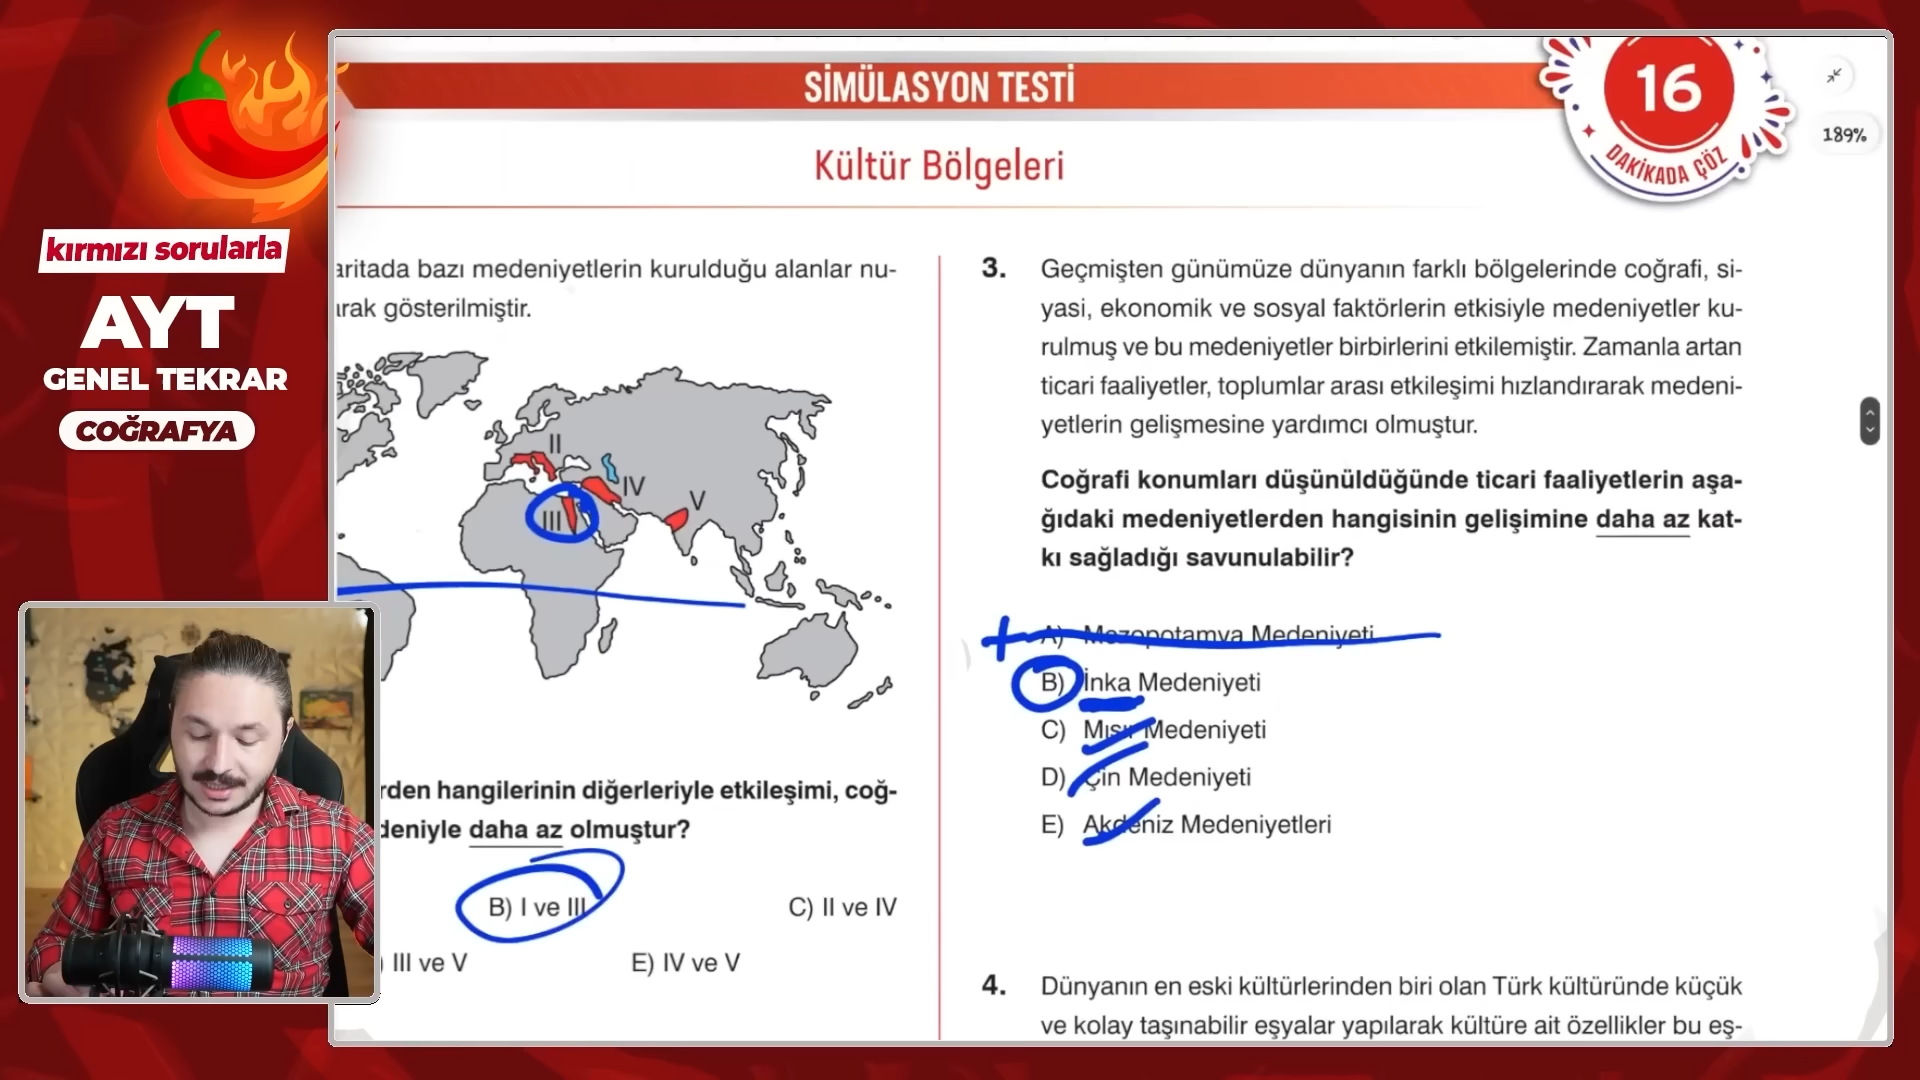 kırmızı sorularla
AYT
GENEL TEKRAR
COĞRAFYA
SİMÜLASYON TESTİ
16
DAKİKADA ÇÖZ
189%
Kültür Bölgeleri
aritada bazı medeniyetlerin kurulduğu alanlar nu-
arak gösterilmiştir.
II
IV
V
III
rden hangilerinin diğerleriyle etkileşimi, coğ-
deniyle daha az olmuştur?
B) I ve III
C) II ve IV
) III ve V
E) IV ve V
3. Geçmişten günümüze dünyanın farklı bölgelerinde coğrafi, si-
yasi, ekonomik ve sosyal faktörlerin etkisiyle medeniyetler ku-
rulmuş ve bu medeniyetler birbirlerini etkilemiştir. Zamanla artan
ticari faaliyetler, toplumlar arası etkileşimi hızlandırarak medeni-
yetlerin gelişmesine yardımcı olmuştur.
Coğrafi konumları düşünüldüğünde ticari faaliyetlerin aşa-
ğıdaki medeniyetlerden hangisinin gelişimine daha az kat-
kı sağladığı savunulabilir?
A) Mezopotamya Medeniyeti
B) İnka Medeniyeti
C) Mısır Medeniyeti
D) Çin Medeniyeti
E) Akdeniz Medeniyetleri
4. Dünyanın en eski kültürlerinden biri olan Türk kültüründe küçük
ve kolay taşınabilir eşyalar yapılarak kültüre ait özellikler bu eş-